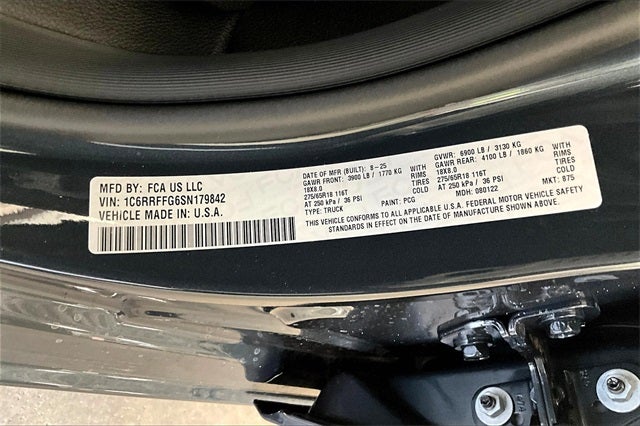 MFD BY: FCA US LLC
VIN: 1C6RRFFG6SN179842
VEHICLE MADE IN U.S.A.
DATE OF MFR (BUILT): 8-25
GAWR FRONT: 3900 LB / 1770 KG WITH
18X8.0 RIMS
275/65R18 116T TIRES
AT 250 kPa / 36 PSI
TYPE: TRUCK PAINT: PCG
GVWR: 6900 LB / 3130 KG
GAWR REAR: 4100 LB / 1860 KG WITH
18X8.0 RIMS
275/65R18 116T TIRES
AT 250 kPa / 36 PSI
MDH: 080122 MKT: 875
THIS VEHICLE CONFORMS TO ALL APPLICABLE U.S.A. FEDERAL MOTOR VEHICLE SAFETY
STANDARDS IN EFFECT ON THE DATE OF MANUFACTURE SHOWN ABOVE.